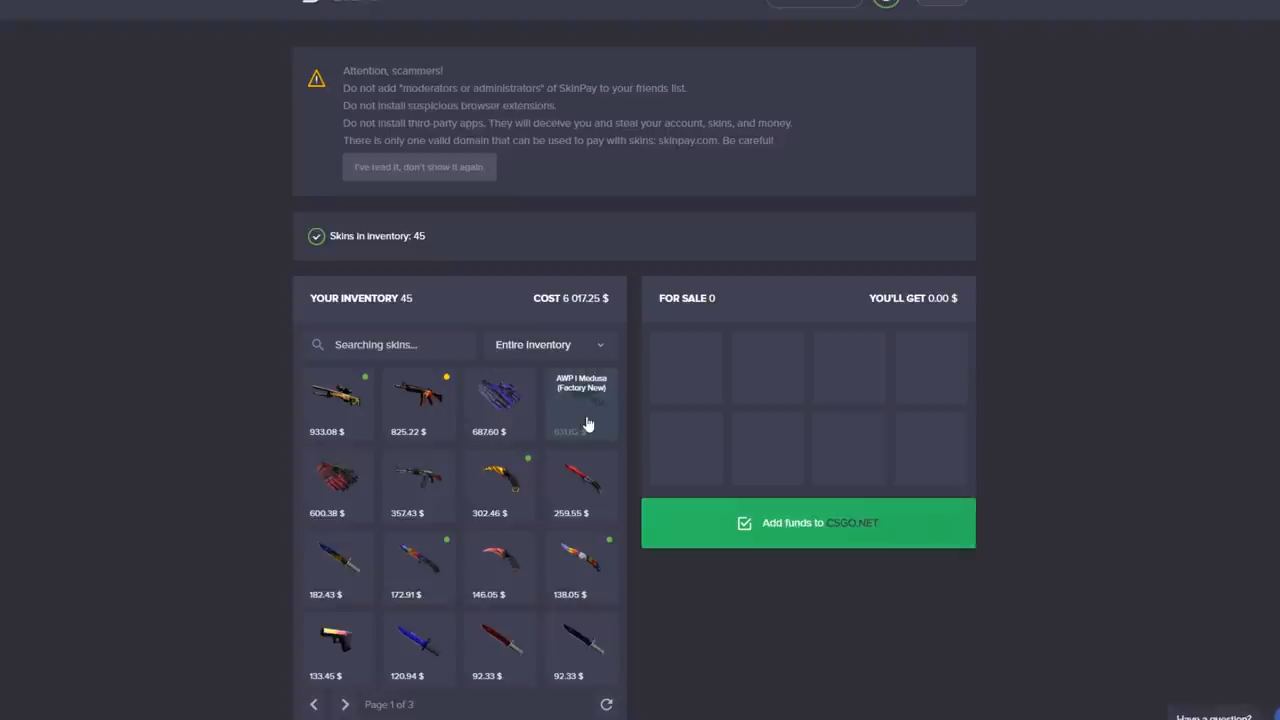 Attention, scammers!
Do not add "moderators or administrators" of SkinPay to your friends list.
Do not install suspicious browser extensions.
Do not install third-party apps. They will deceive you and steal your account, skins, and money.
There is only one valid domain that can be used to pay with skins: skinpay.com. Be careful!
I've read it, don't show it again
Skins in inventory: 45
YOUR INVENTORY 45
COST 6 017.25 $
FOR SALE 0
YOU'LL GET 0.00 $
Searching skins...
Entire inventory
AWP | Medusa
(Factory New)
933.08 $
825.22 $
687.60 $
600.38 $
357.43 $
302.46 $
259.55 $
Add funds to CSGO.NET
182.43 $
172.91 $
146.05 $
138.05 $
133.45 $
120.94 $
92.33 $
92.33 $
Page 1 of 3
Have a question?